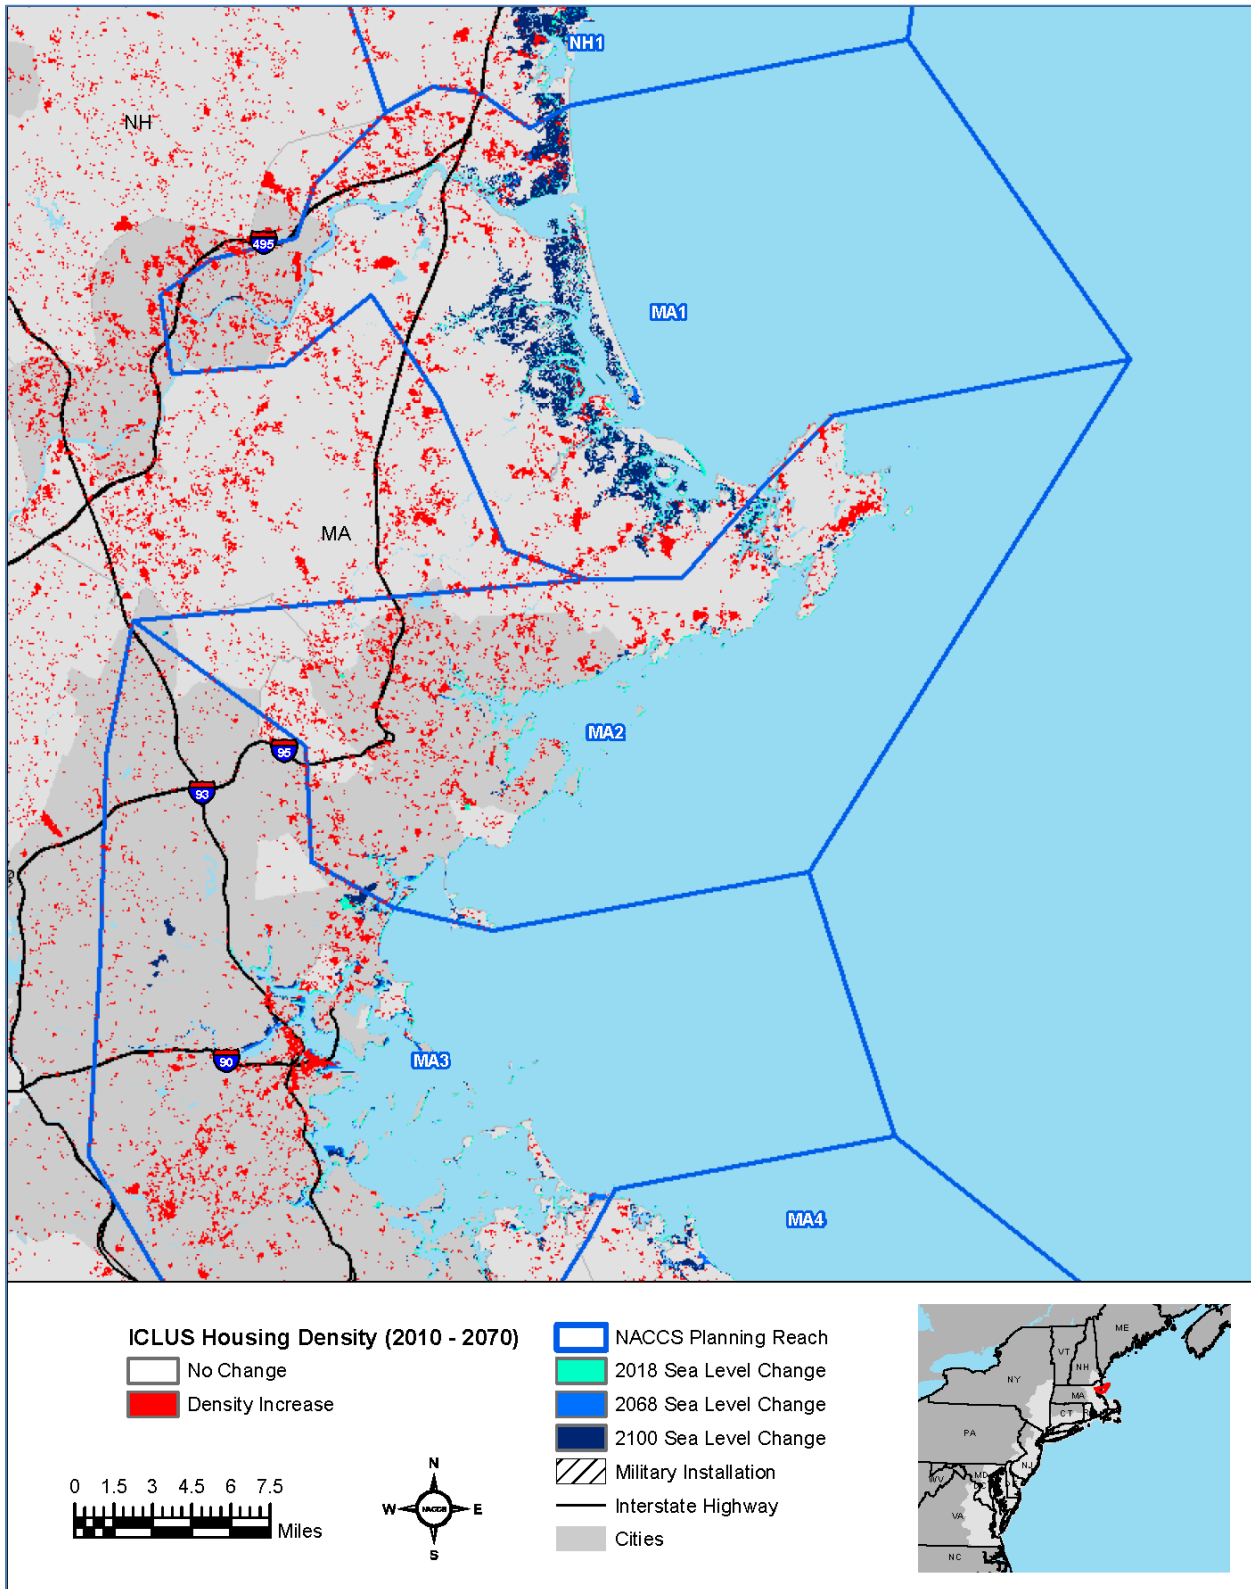 NH1
NH
495
MA1
MA
MA2
95
93
90
MA3
MA4
ICLUS Housing Density (2010 - 2070)
No Change
Density Increase
NACCS Planning Reach
2018 Sea Level Change
2068 Sea Level Change
2100 Sea Level Change
Military Installation
Interstate Highway
Cities
0 1.5 3 4.5 6 7.5
Miles
N
W NACCS E
S
ME
VT
NH
NY
MA
CT
PA
NJ
MD
WV
VA
NC